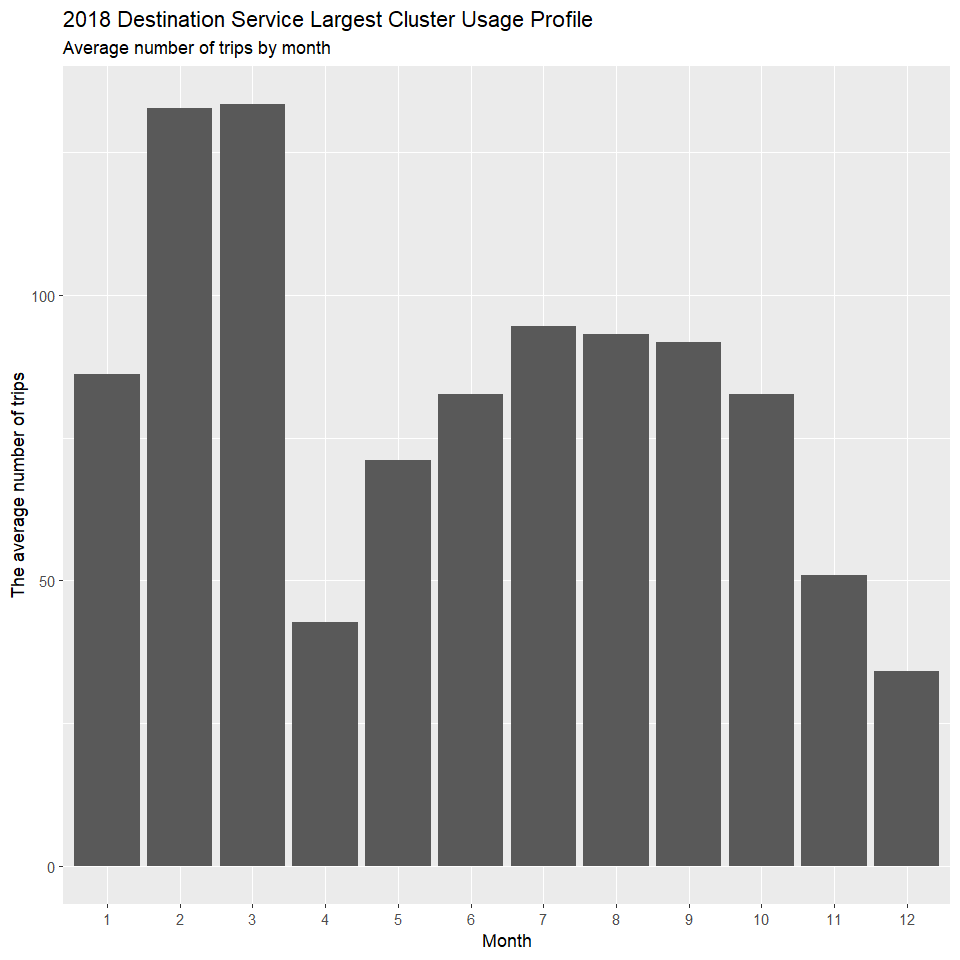 2018 Destination Service Largest Cluster Usage Profile
Average number of trips by month
The average number of trips
100
50
0
1 2 3 4 5 6 7 8 9 10 11 12
Month